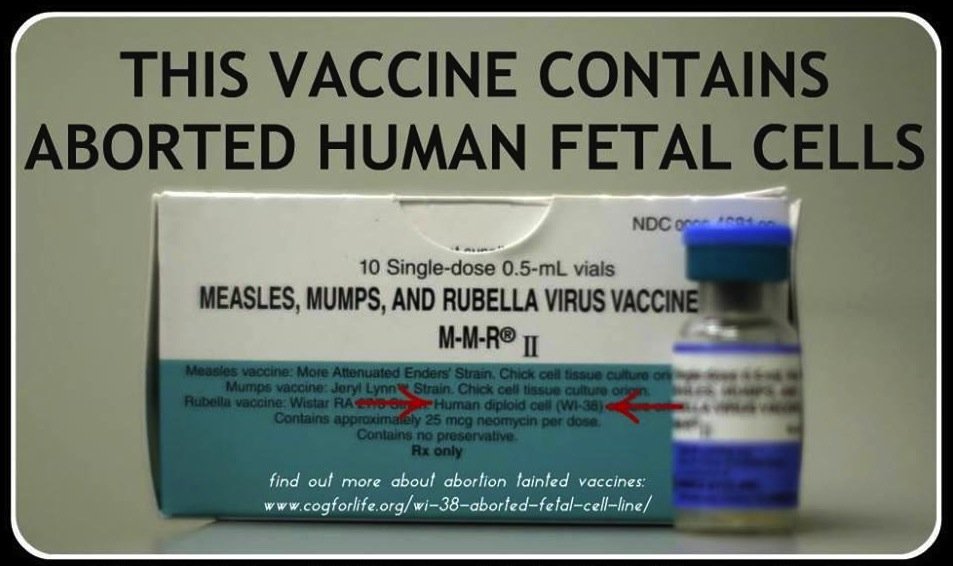 THIS VACCINE CONTAINS
ABORTED HUMAN FETAL CELLS
NDC
10 Single-dose 0.5-mL vials
MEASLES, MUMPS, AND RUBELLA VIRUS VACCINE
M-M-R® II
Measles vaccine: More Attenuated Enders' Strain. Chick cell tissue culture
Mumps vaccine: Jeryl Lynn Strain. Chick cell tissue culture origin.
Rubella vaccine: Wistar RA Human diploid cell (WI-38)
Contains approximately 25 mcg neomycin per dose.
Contains no preservative.
Rx only
find out more about abortion tainted vaccines:
www.cogforlife.org/wi-38-aborted-fetal-cell-line/